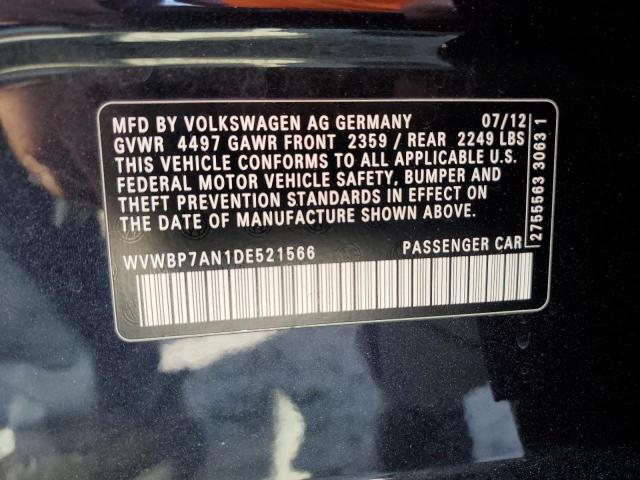 MFD BY VOLKSWAGEN AG GERMANY 07/12
GVWR 4497 GAWR FRONT 2359 / REAR 2249 LBS
THIS VEHICLE CONFORMS TO ALL APPLICABLE U.S.
FEDERAL MOTOR VEHICLE SAFETY, BUMPER AND
THEFT PREVENTION STANDARDS IN EFFECT ON
THE DATE OF MANUFACTURE SHOWN ABOVE.
WVWBP7AN1DE521566 PASSENGER CAR
2755563 3063 1